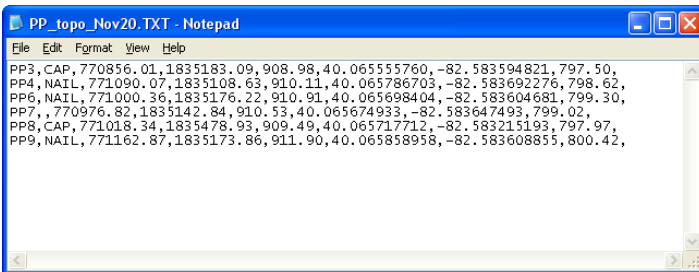 PP_topo_Nov20.TXT - Notepad
File Edit Format View Help
PP3,CAP,770856.01,1835183.09,908.98,40.065555760,-82.583594821,797.50,
PP4,NAIL,771090.07,1835108.63,910.11,40.065786703,-82.583692276,798.62,
PP6,NAIL,771000.36,1835176.22,910.91,40.065698404,-82.583604681,799.30,
PP7,,770976.82,1835142.84,910.53,40.065674933,-82.583647493,799.02,
PP8,CAP,771018.34,1835478.93,909.49,40.065717712,-82.583215193,797.97,
PP9,NAIL,771162.87,1835173.86,911.90,40.065858958,-82.583608855,800.42,